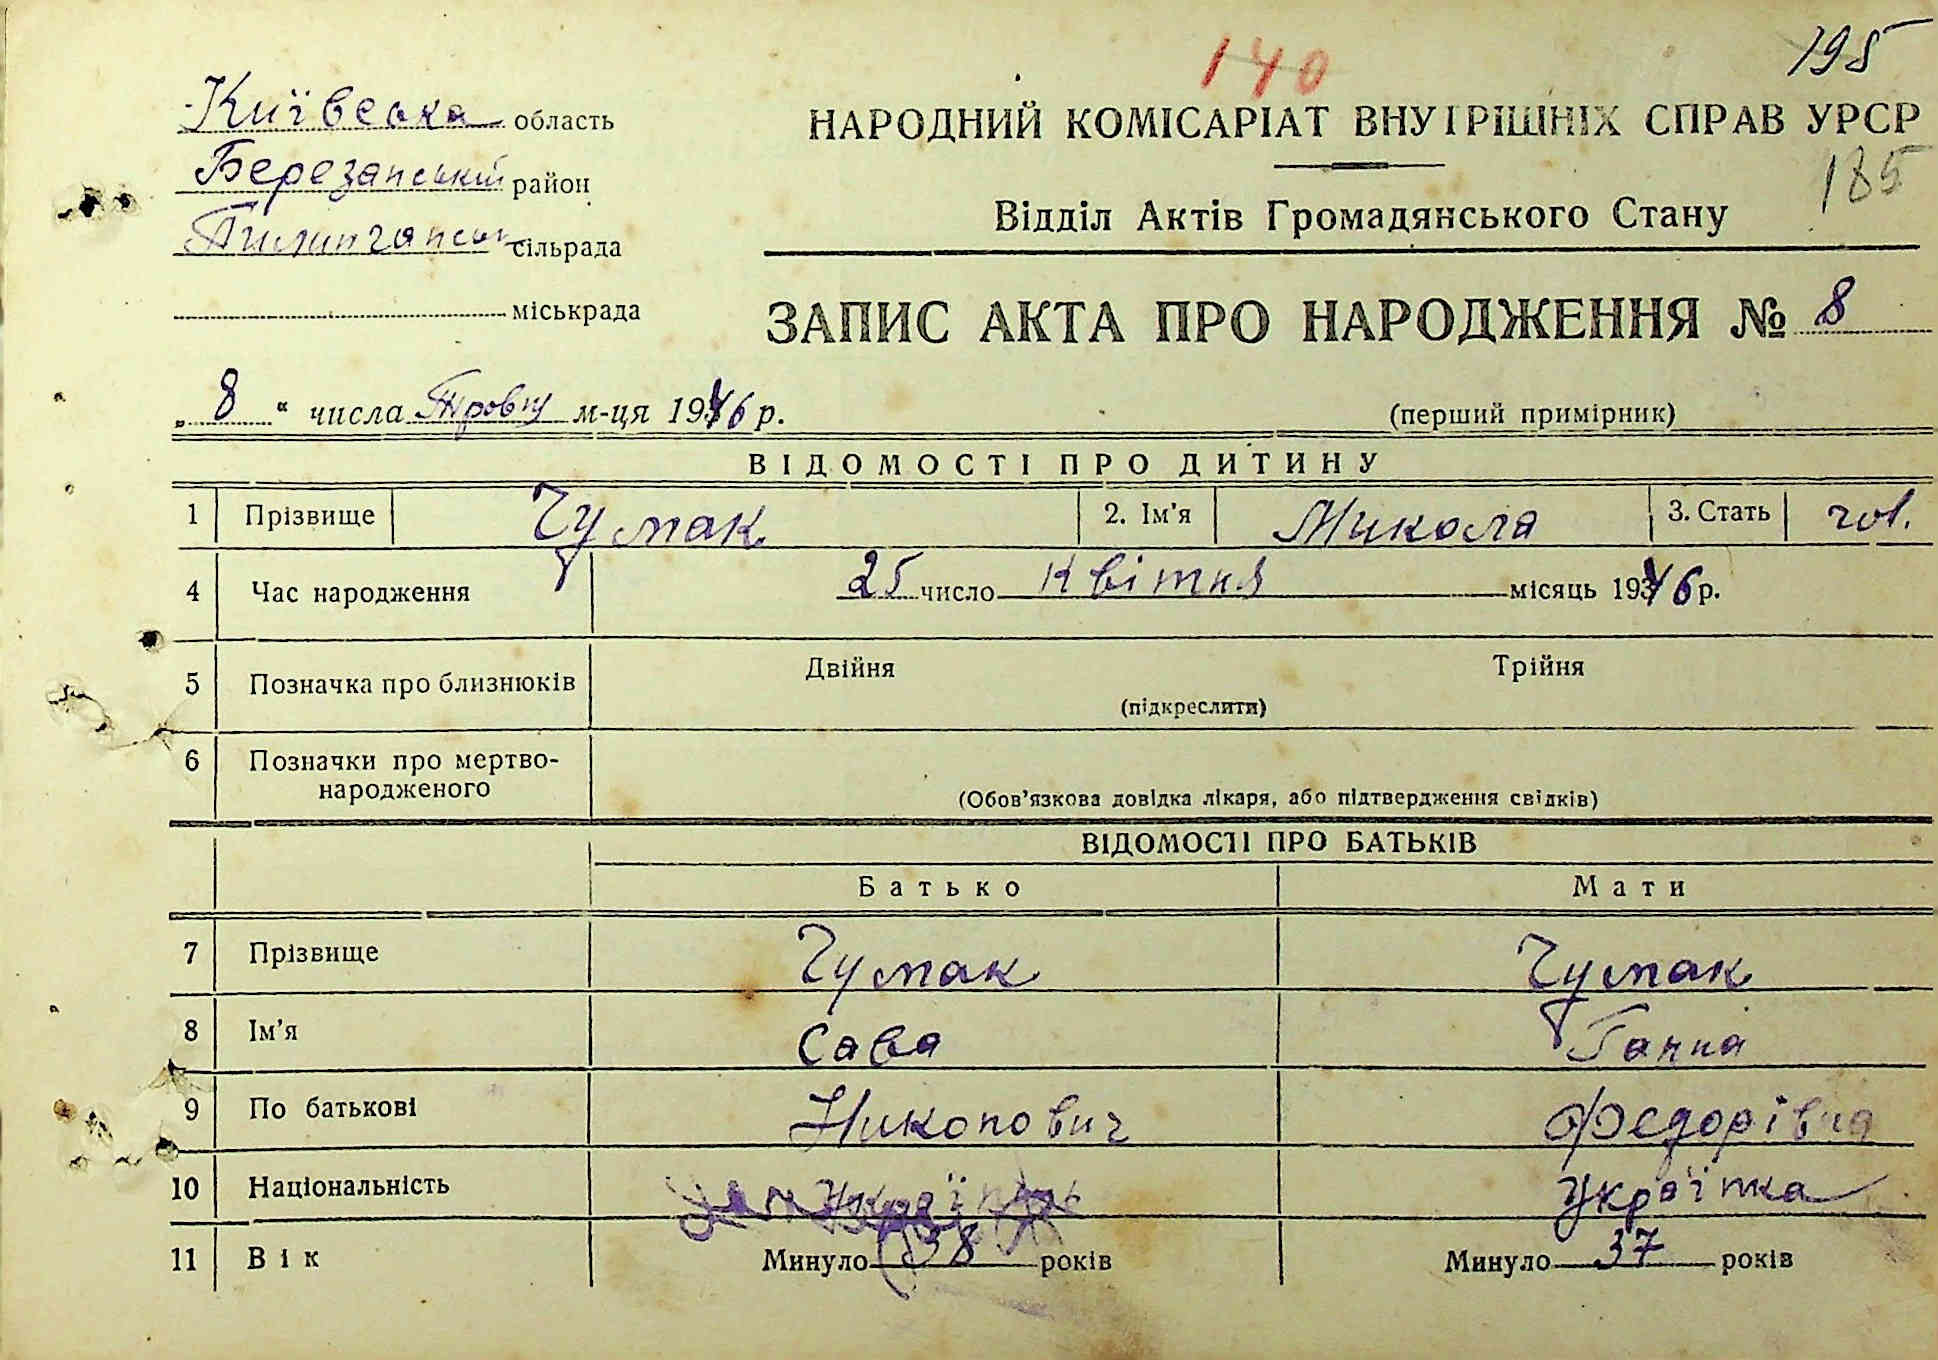 140
195
Київська область
НАРОДНИЙ КОМІСАРІАТ ВНУТРІШНІХ СПРАВ УРСР
Березанський район
185
Відділ Актів Громадянського Стану
сільрада
міськрада
ЗАПИС АКТА ПРО НАРОДЖЕННЯ № 8
„ 8 “ числа Травня м-ця 1946 р.
(перший примірник)
ВІДОМОСТІ ПРО ДИТИНУ
1 Прізвище Чумак 2. Ім'я Микола 3. Стать чол.
4 Час народження 25 число Квітня місяць 1946 р.
5 Позначка про близнюків Двійня Трійня
(підкреслити)
6 Позначки про мертво-
народженого
(Обов'язкова довідка лікаря, або підтвердження свідків)
ВІДОМОСТІ ПРО БАТЬКІВ
Батько Мати
7 Прізвище Чумак Чумак
8 Ім'я Сава Ганна
9 По батькові Никонович Федорівна
10 Національність Українка
11 Вік Минуло 38 років Минуло 37 років